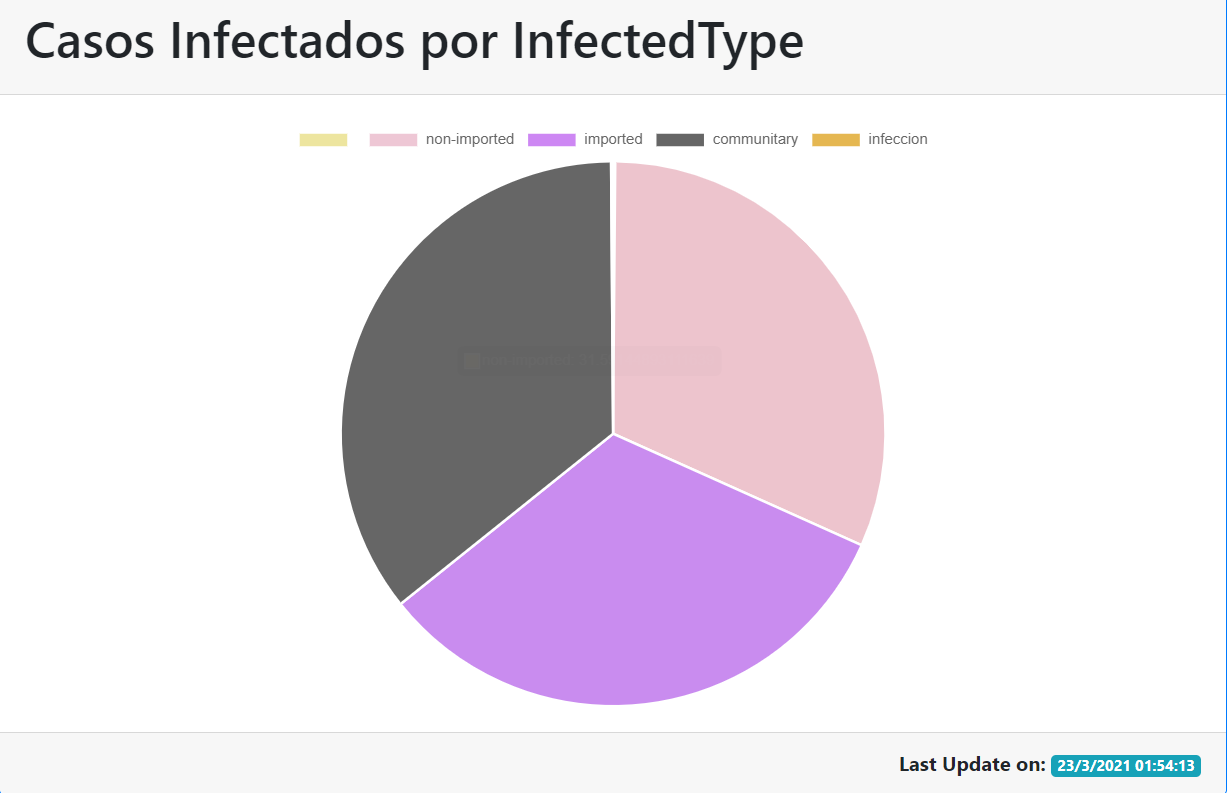 Casos Infectados por InfectedType
non-imported imported communitary infeccion
Last Update on: 23/3/2021 01:54:13